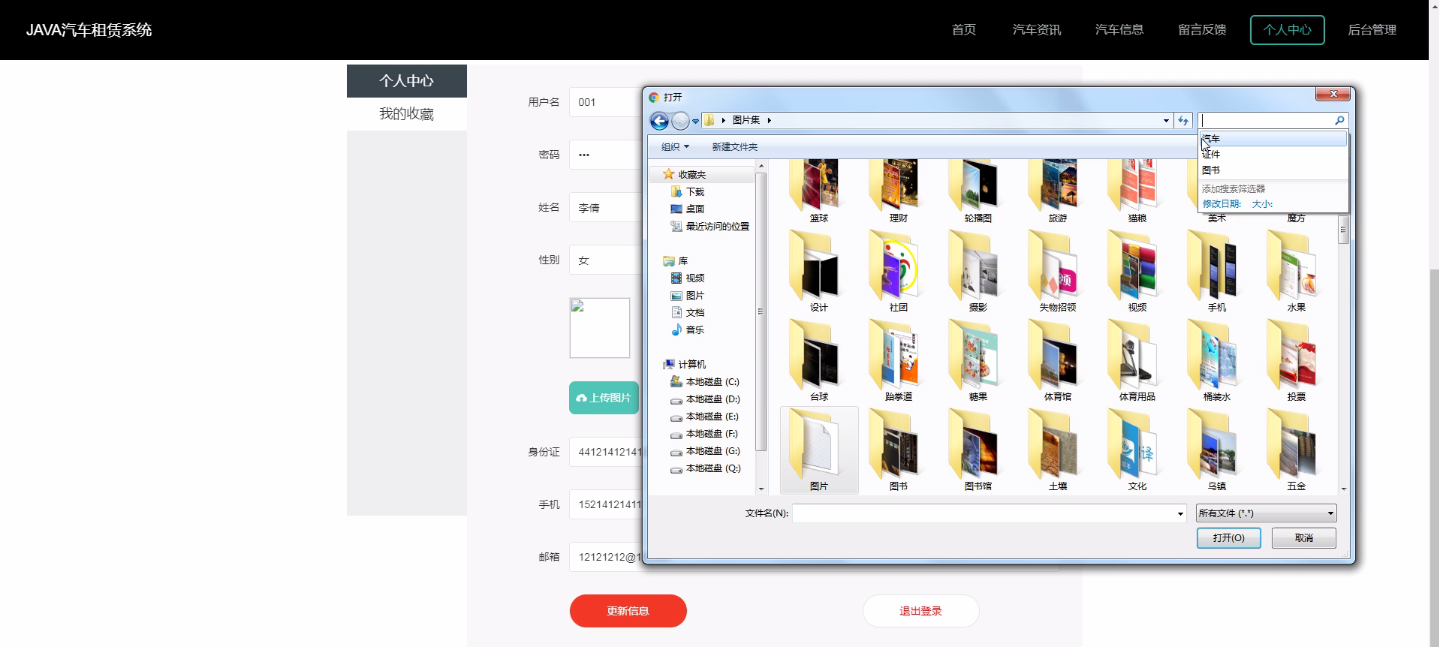 JAVA汽车租赁系统
首页 汽车资讯 汽车信息 留言反馈 个人中心 后台管理
个人中心
我的收藏
用户名 001
密码 •••
姓名 李倩
性别 女
上传图片
身份证 44121412141
手机 15214121411
邮箱 12121212@1
更新信息 退出登录
打开
图片集
组织 新建文件夹
汽车
证件
图书
添加搜索筛选器
修改日期: 大小:
收藏夹
下载
桌面
最近访问的位置
库
视频
图片
文档
音乐
计算机
本地磁盘 (C:)
本地磁盘 (D:)
本地磁盘 (E:)
本地磁盘 (F:)
本地磁盘 (G:)
本地磁盘 (Q:)
篮球 理财 轮播图 旅游 猫粮 美术 魔方
设计 社团 摄影 失物招领 视频 手机 水果
台球 跆拳道 糖果 体育馆 体育用品 桶装水 投票
图片 图书 图书馆 土壤 文化 乌镇 五金
文件名(N): 所有文件 (*.*)
打开(O) 取消